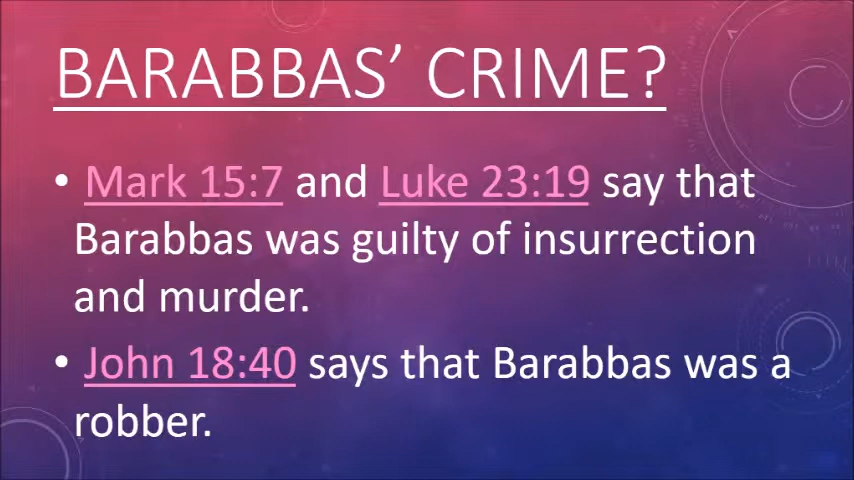 BARABBAS’ CRIME?
• Mark 15:7 and Luke 23:19 say that
Barabbas was guilty of insurrection
and murder.
• John 18:40 says that Barabbas was a
robber.